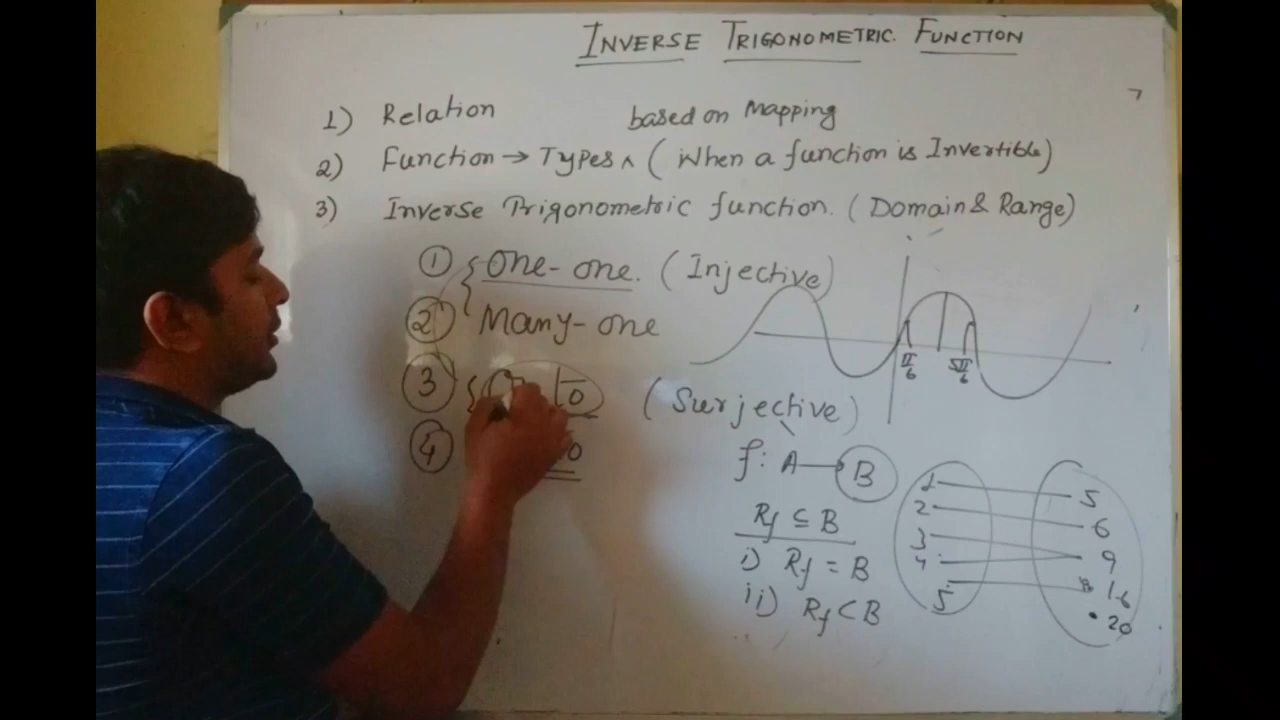 INVERSE TRIGONOMETRIC FUNCTION
1) Relation
based on Mapping
2) Function → Types ^ ( When a function is Invertible)
3) Inverse Trigonometric function. ( Domain & Range)
① { One-one. ( Injective)
② Many-one
③ { (Surjective)
④
π/6 5π/6
f: A → B
Rf ⊆ B
i) Rf = B
ii) Rf ⊂ B
1 5
2 6
3 9
4 16
5 20